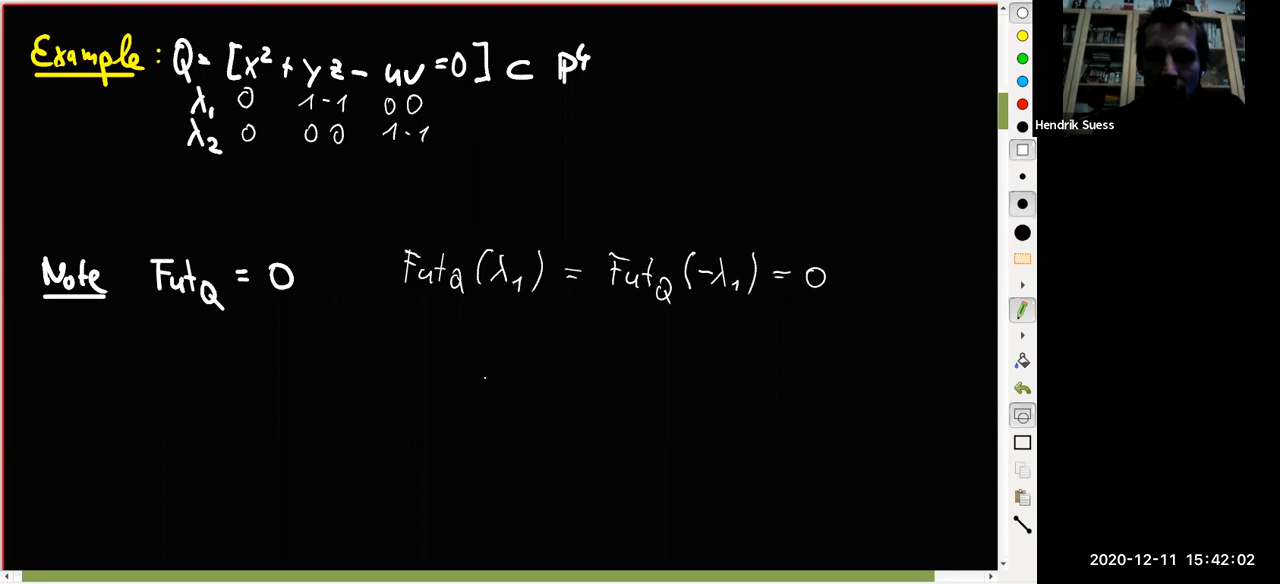 Example : Q = [x² + yz - uv = 0] ⊂ ℙ⁴
λ₁ 0 1 -1 0 0
λ₂ 0 0 0 1 -1
Note Fut_Q = 0 Fut_Q(λ₁) = Fut_Q(-λ₁) = 0
Hendrik Suess
2020-12-11 15:42:02